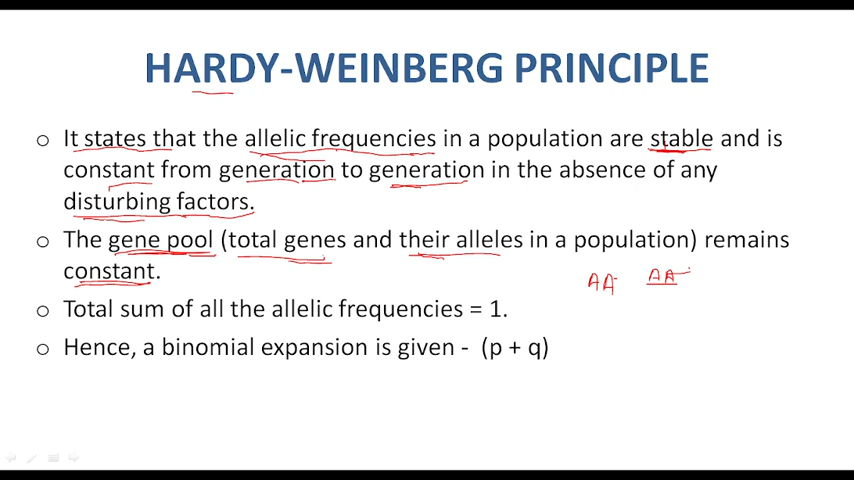 HARDY-WEINBERG PRINCIPLE
o It states that the allelic frequencies in a population are stable and is
constant from generation to generation in the absence of any
disturbing factors.
o The gene pool (total genes and their alleles in a population) remains
constant.
AA AA
o Total sum of all the allelic frequencies = 1.
o Hence, a binomial expansion is given - (p + q)